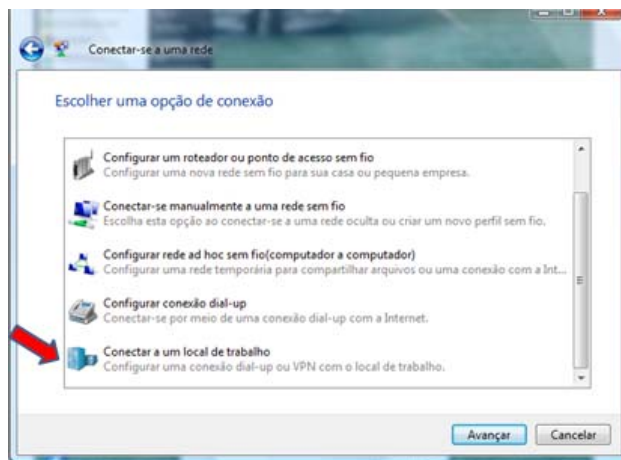 Conectar-se a uma rede
Escolher uma opção de conexão
Configurar um roteador ou ponto de acesso sem fio
Configurar uma nova rede sem fio para sua casa ou pequena empresa.
Conectar-se manualmente a uma rede sem fio
Escolha esta opção ao conectar-se a uma rede oculta ou criar um novo perfil sem fio.
Configurar rede ad hoc sem fio(computador a computador)
Configurar uma rede temporária para compartilhar arquivos ou uma conexão com a Int...
Configurar conexão dial-up
Conectar-se por meio de uma conexão dial-up com a Internet.
Conectar a um local de trabalho
Configurar uma conexão dial-up ou VPN com o local de trabalho.
Avançar Cancelar